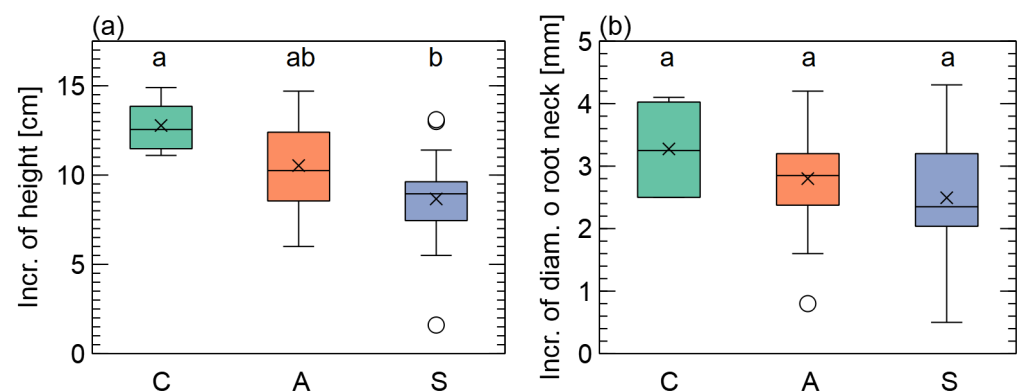 (a)
Incr. of height [cm]
15
10
5
0
a ab b
C A S
(b)
Incr. of diam. o root neck [mm]
5
4
3
2
1
0
a a a
C A S